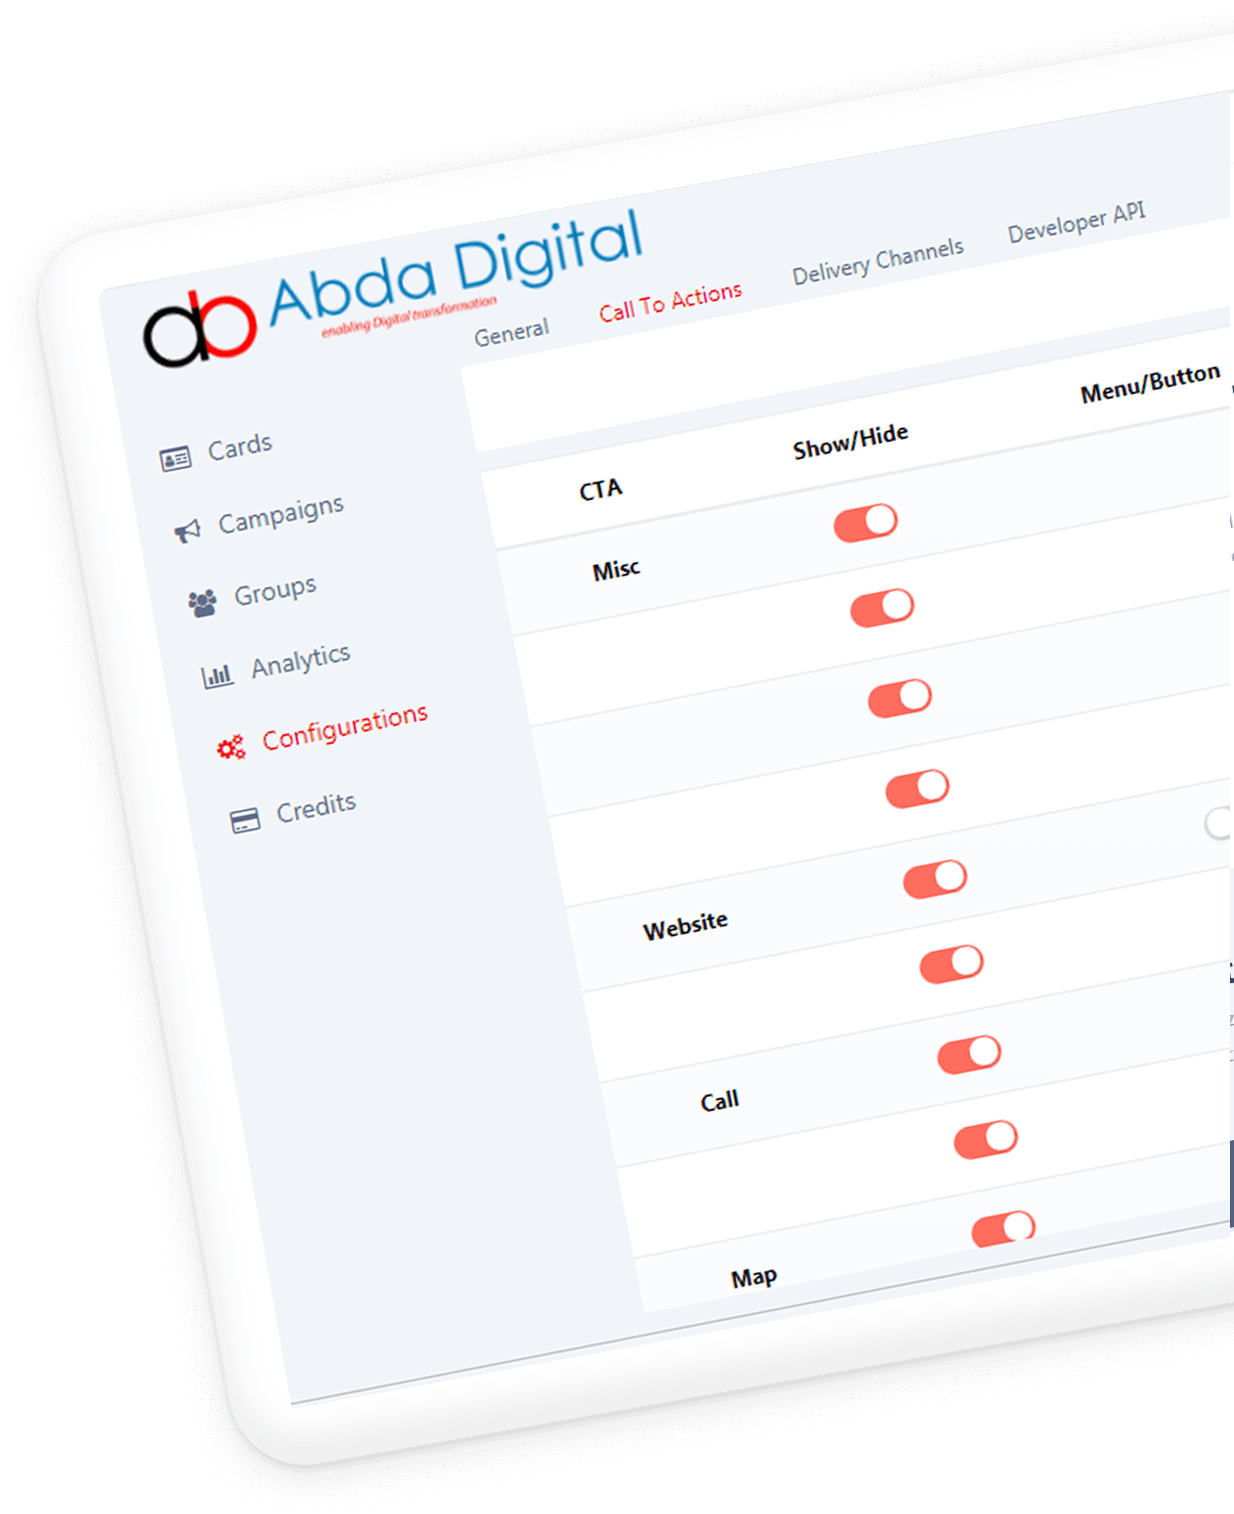 ab Abda Digital
enabling Digital transformation
General
Call To Actions
Delivery Channels
Developer API
Cards
Campaigns
Groups
Analytics
Configurations
Credits
CTA
Show/Hide
Menu/Button
Misc
Website
Call
Map